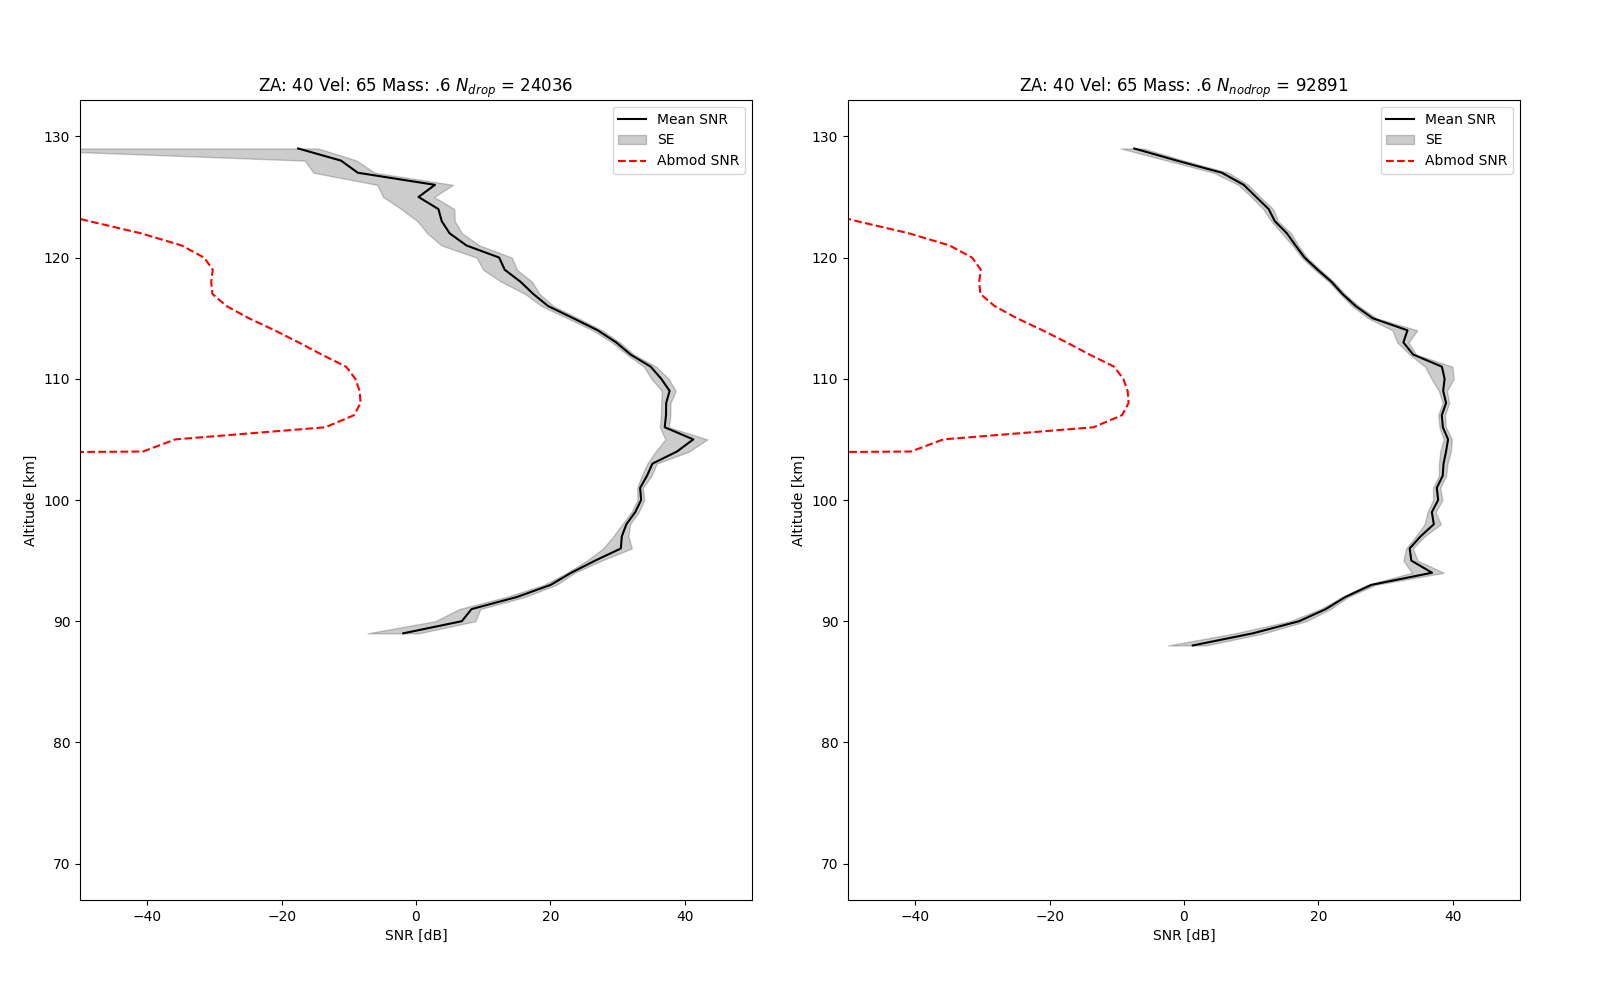 ZA: 40 Vel: 65 Mass: .6 N_drop = 24036
Mean SNR
SE
Abmod SNR
130
120
110
100
90
80
70
Altitude [km]
−40 −20 0 20 40
SNR [dB]
ZA: 40 Vel: 65 Mass: .6 N_nodrop = 92891
Mean SNR
SE
Abmod SNR
130
120
110
100
90
80
70
Altitude [km]
−40 −20 0 20 40
SNR [dB]